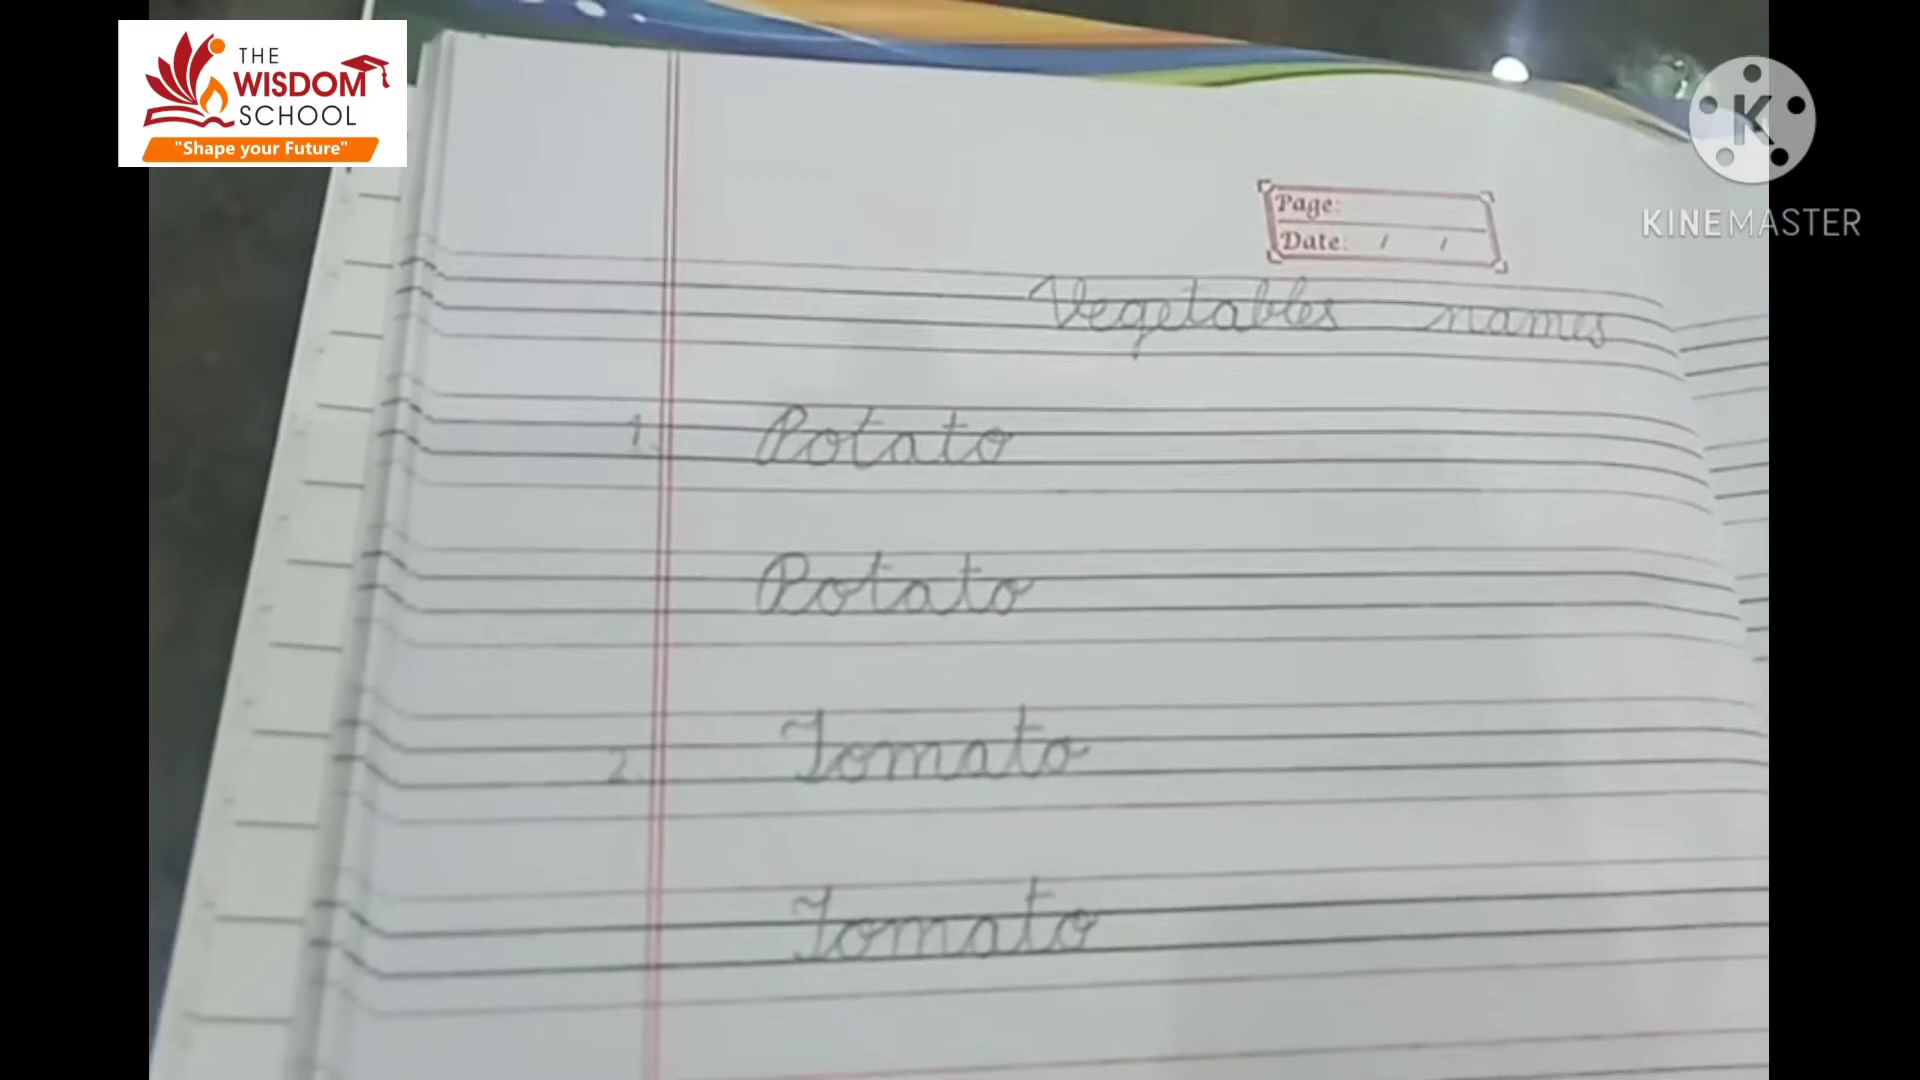 THE
WISDOM
SCHOOL
"Shape your Future"
K
KINEMASTER
Page:
Date: / /
Vegetables names
1. Potato
Potato
2. Tomato
Tomato